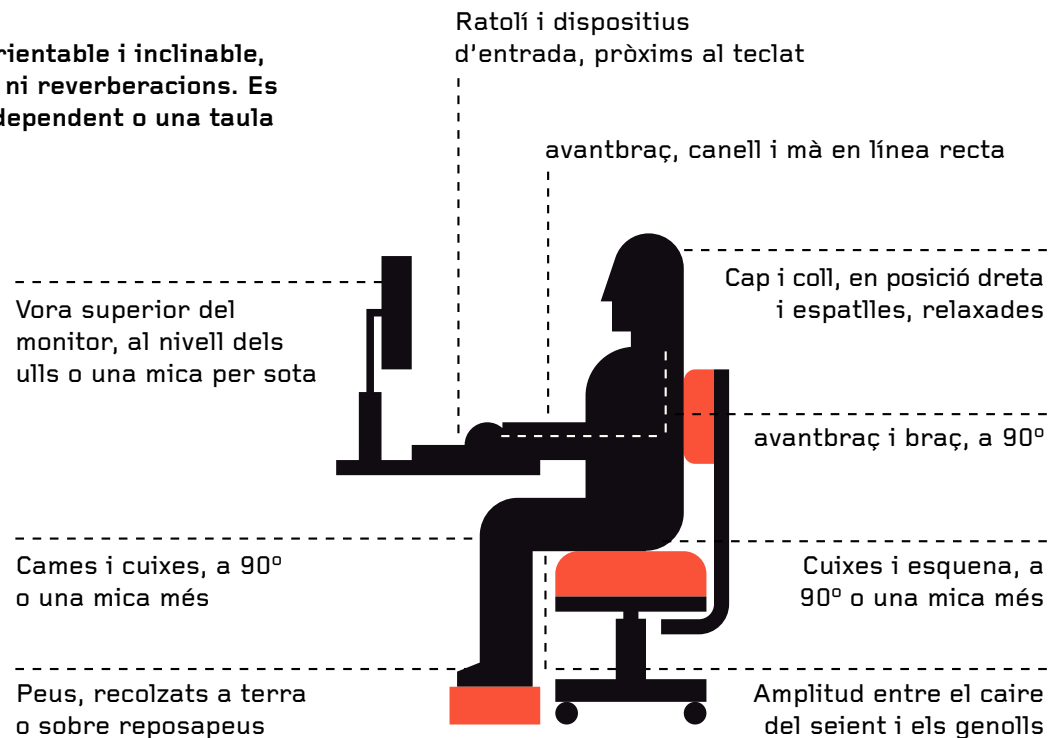 rientable i inclinable,
ni reverberacions. Es
dependent o una taula
Ratolí i dispositius
d'entrada, pròxims al teclat
avantbraç, canell i mà en línea recta
Vora superior del
monitor, al nivell dels
ulls o una mica per sota
Cap i coll, en posició dreta
i espatlles, relaxades
avantbraç i braç, a 90º
Cames i cuixes, a 90º
o una mica més
Cuixes i esquena, a
90º o una mica més
Peus, recolzats a terra
o sobre reposapeus
Amplitud entre el caire
del seient i els genolls